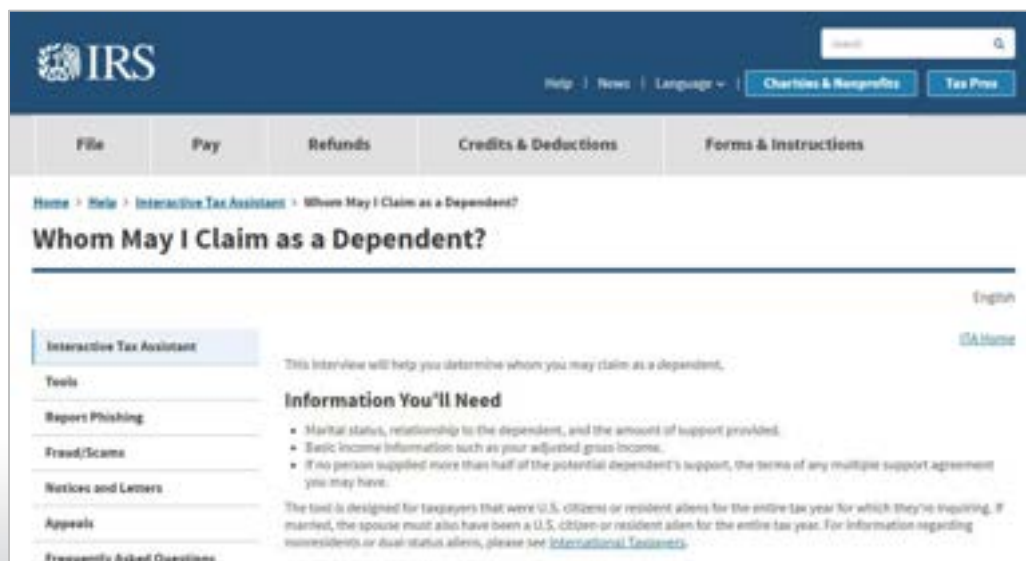 IRS
Search
Help | News | Language | Charities & Nonprofits Tax Pros
File Pay Refunds Credits & Deductions Forms & Instructions
Home > Help > Interactive Tax Assistant > Whom May I Claim as a Dependent?
Whom May I Claim as a Dependent?
English
ITA Home
Interactive Tax Assistant
Tools
Report Phishing
Fraud/Scams
Notices and Letters
Appeals
Frequently Asked Questions
This interview will help you determine whom you may claim as a dependent.
Information You'll Need
• Marital status, relationship to the dependent, and the amount of support provided.
• Basic income information such as your adjusted gross income.
• If no person supplied more than half of the potential dependent's support, the terms of any multiple support agreement
you may have.
The tool is designed for taxpayers that were U.S. citizens or resident aliens for the entire tax year for which they're inquiring. If
married, the spouse must also have been a U.S. citizen or resident alien for the entire tax year. For information regarding
nonresidents or dual-status aliens, please see International Taxpayers.